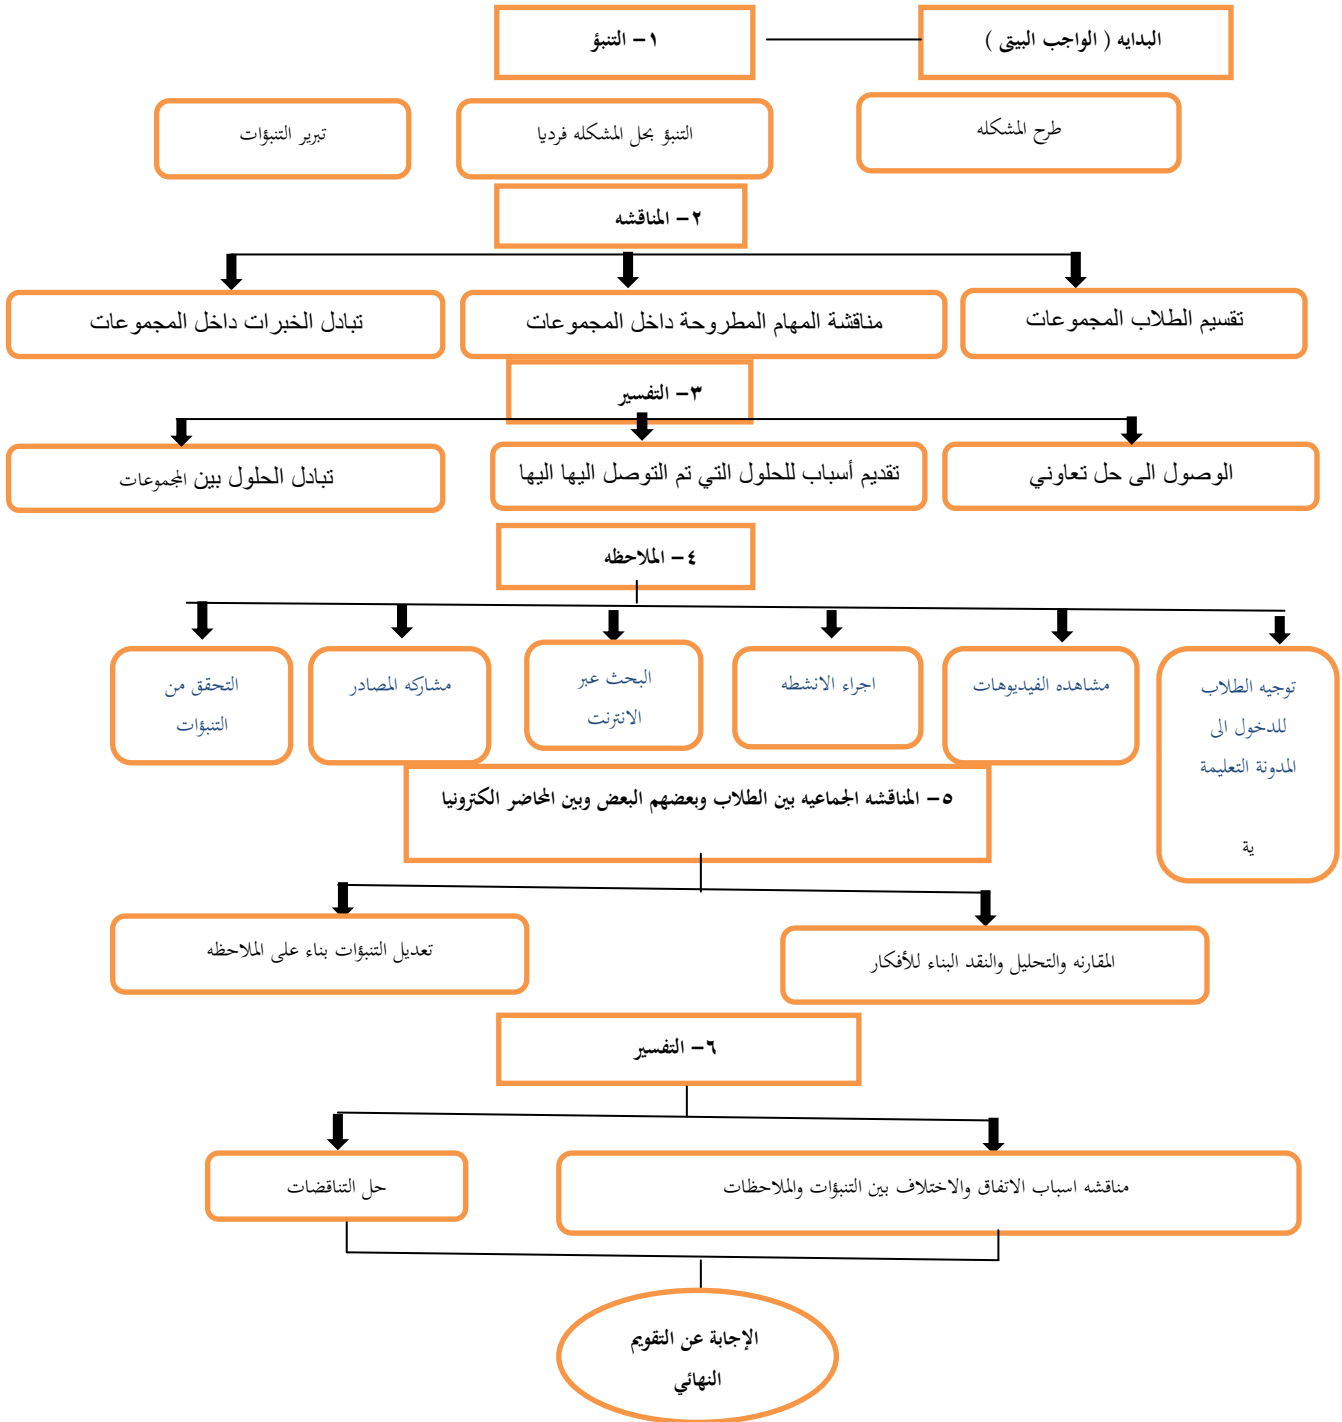 البدايه ( الواجب البيتى )
١- التنبؤ
طرح المشكله
التنبؤ بحل المشكله فرديا
تبرير التنبؤات
٢- المناقشه
تقسيم الطلاب المجموعات
مناقشة المهام المطروحة داخل المجموعات
تبادل الخبرات داخل المجموعات
٣- التفسير
الوصول الى حل تعاوني
تقديم أسباب للحلول التي تم التوصل اليها اليها
تبادل الحلول بين المجموعات
٤- الملاحظه
توجيه الطلاب
للدخول الى
المدونة التعليمة
ية
مشاهده الفيديوهات
اجراء الانشطه
البحث عبر
الانترنت
مشاركه المصادر
التحقق من
التنبؤات
٥- المناقشه الجماعيه بين الطلاب وبعضهم البعض وبين المحاضر الكترونيا
المقارنه والتحليل والنقد البناء للأفكار
تعديل التنبؤات بناء على الملاحظه
٦- التفسير
مناقشه اسباب الاتفاق والاختلاف بين التنبؤات والملاحظات
حل التناقضات
الإجابة عن التقويم
النهائي